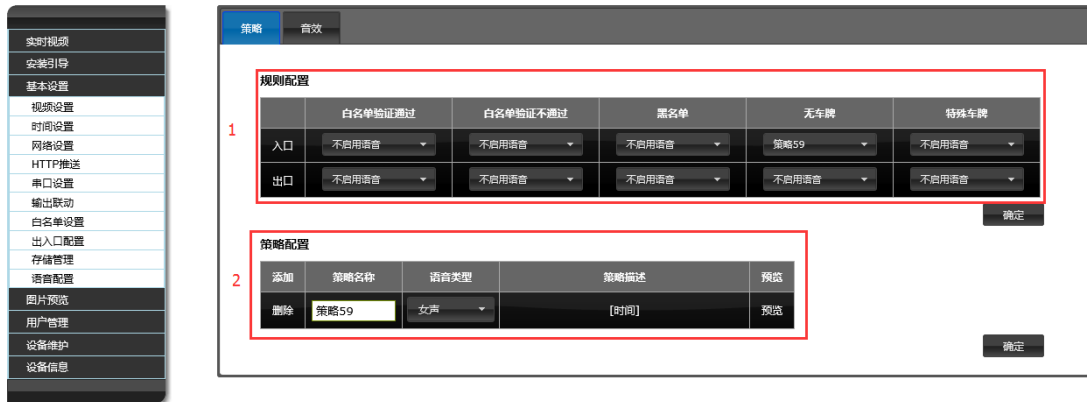 实时视频
安装引导
基本设置
视频设置
时间设置
网络设置
HTTP推送
串口设置
输出联动
白名单设置
出入口配置
存储管理
语音配置
图片预览
用户管理
设备维护
设备信息
策略 音效
1
规则配置
白名单验证通过 白名单验证不通过 黑名单 无车牌 特殊车牌
入口 不启用语音 不启用语音 不启用语音 策略59 不启用语音
出口 不启用语音 不启用语音 不启用语音 不启用语音 不启用语音
确定
2
策略配置
添加 策略名称 语音类型 策略描述 预览
删除 策略59 女声 [时间] 预览
确定